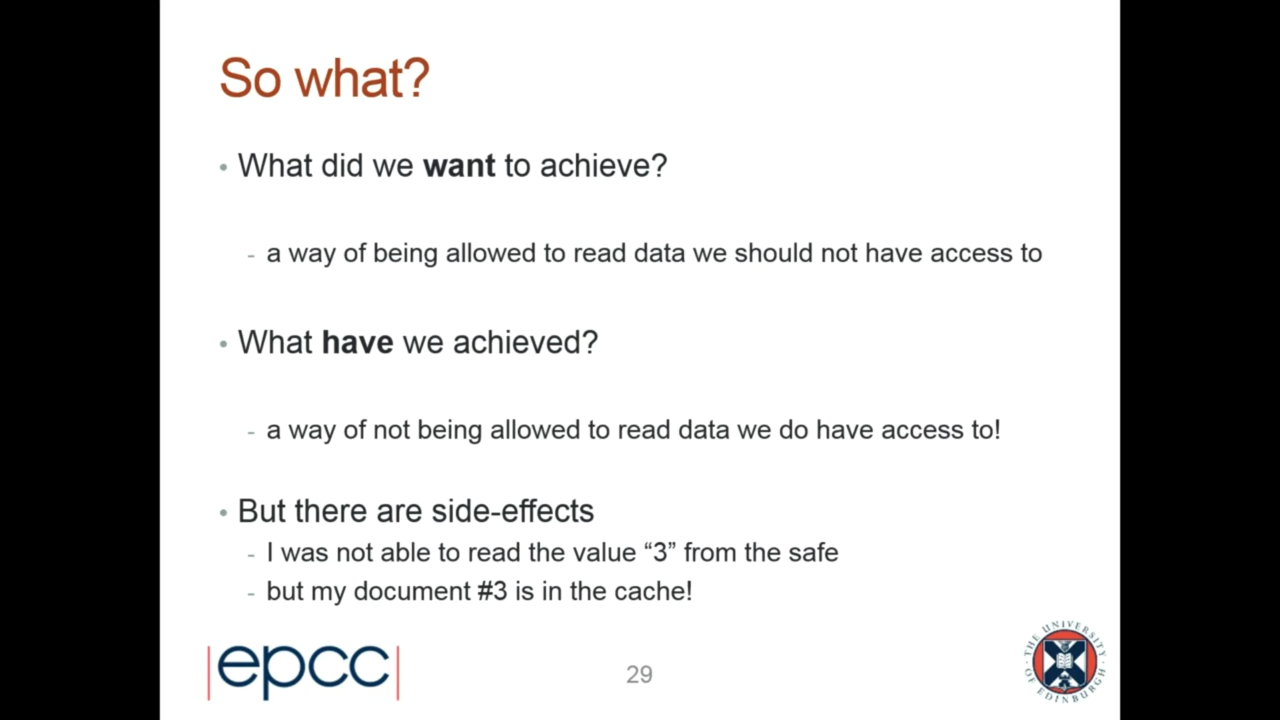 So what?
• What did we want to achieve?
- a way of being allowed to read data we should not have access to
• What have we achieved?
- a way of not being allowed to read data we do have access to!
• But there are side-effects
- I was not able to read the value “3” from the safe
- but my document #3 is in the cache!
epcc
29
THE UNIVERSITY OF EDINBURGH